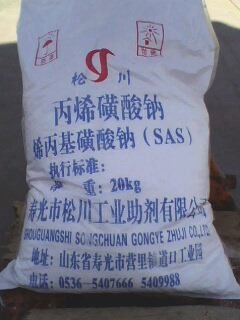 松 川
丙烯磺酸钠
烯丙基磺酸钠(SAS)
执行标准:
重: 20kg
寿光市松川工业助剂有限公司
SHOUGUANGSHI SONGCHUAN GONGYE ZHUJI CO.,LTD
地址: 山东省寿光市营里镇道口工业园
电话: 0536-5407666 5409988